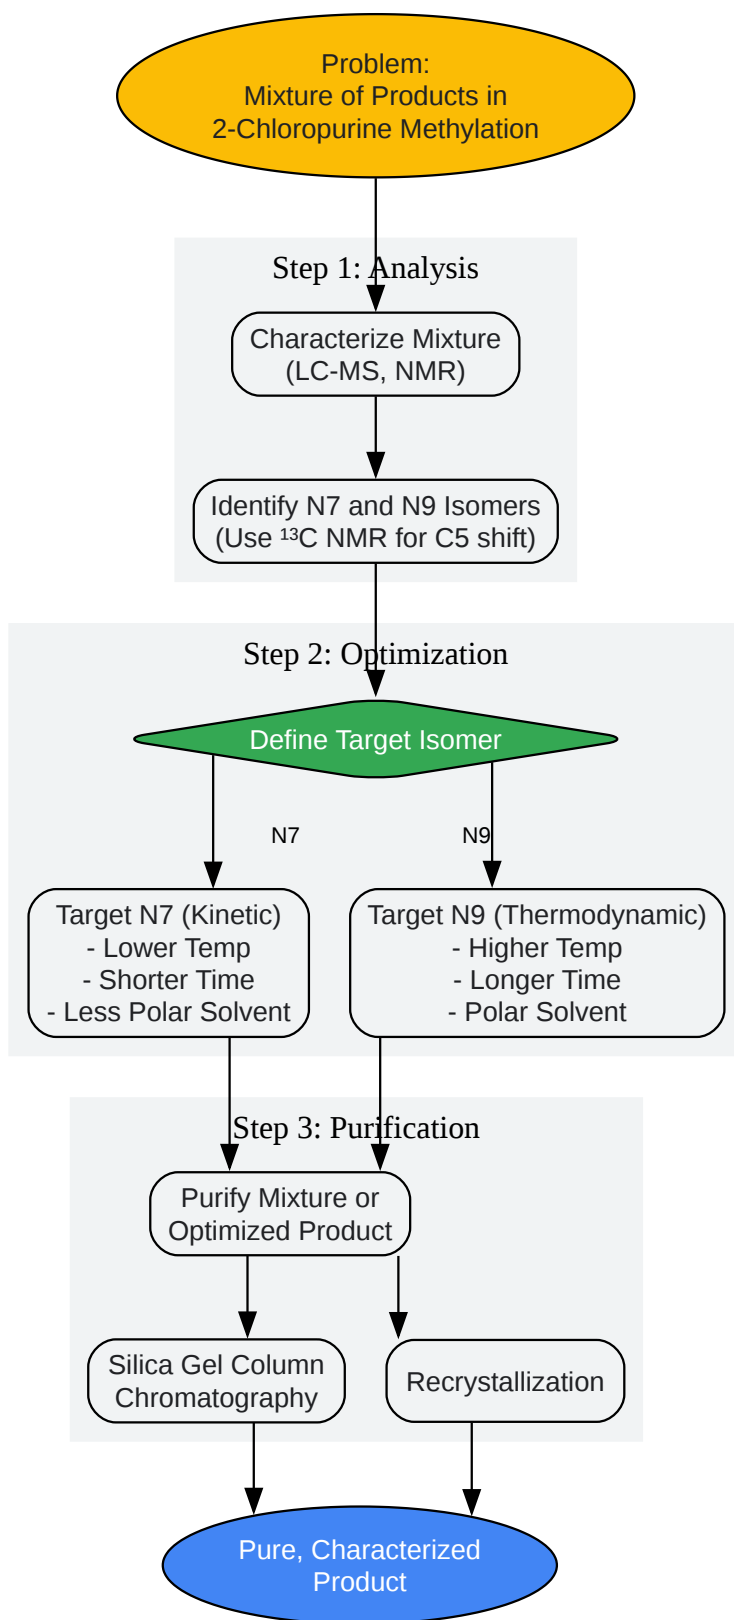 Problem:
Mixture of Products in
2-Chloropurine Methylation
Step 1: Analysis
Characterize Mixture
(LC-MS, NMR)
Identify N7 and N9 Isomers
(Use ¹³C NMR for C5 shift)
Step 2: Optimization
Define Target Isomer
N7
N9
Target N7 (Kinetic)
- Lower Temp
- Shorter Time
- Less Polar Solvent
Target N9 (Thermodynamic)
- Higher Temp
- Longer Time
- Polar Solvent
Step 3: Purification
Purify Mixture or
Optimized Product
Silica Gel Column
Chromatography
Recrystallization
Pure, Characterized
Product